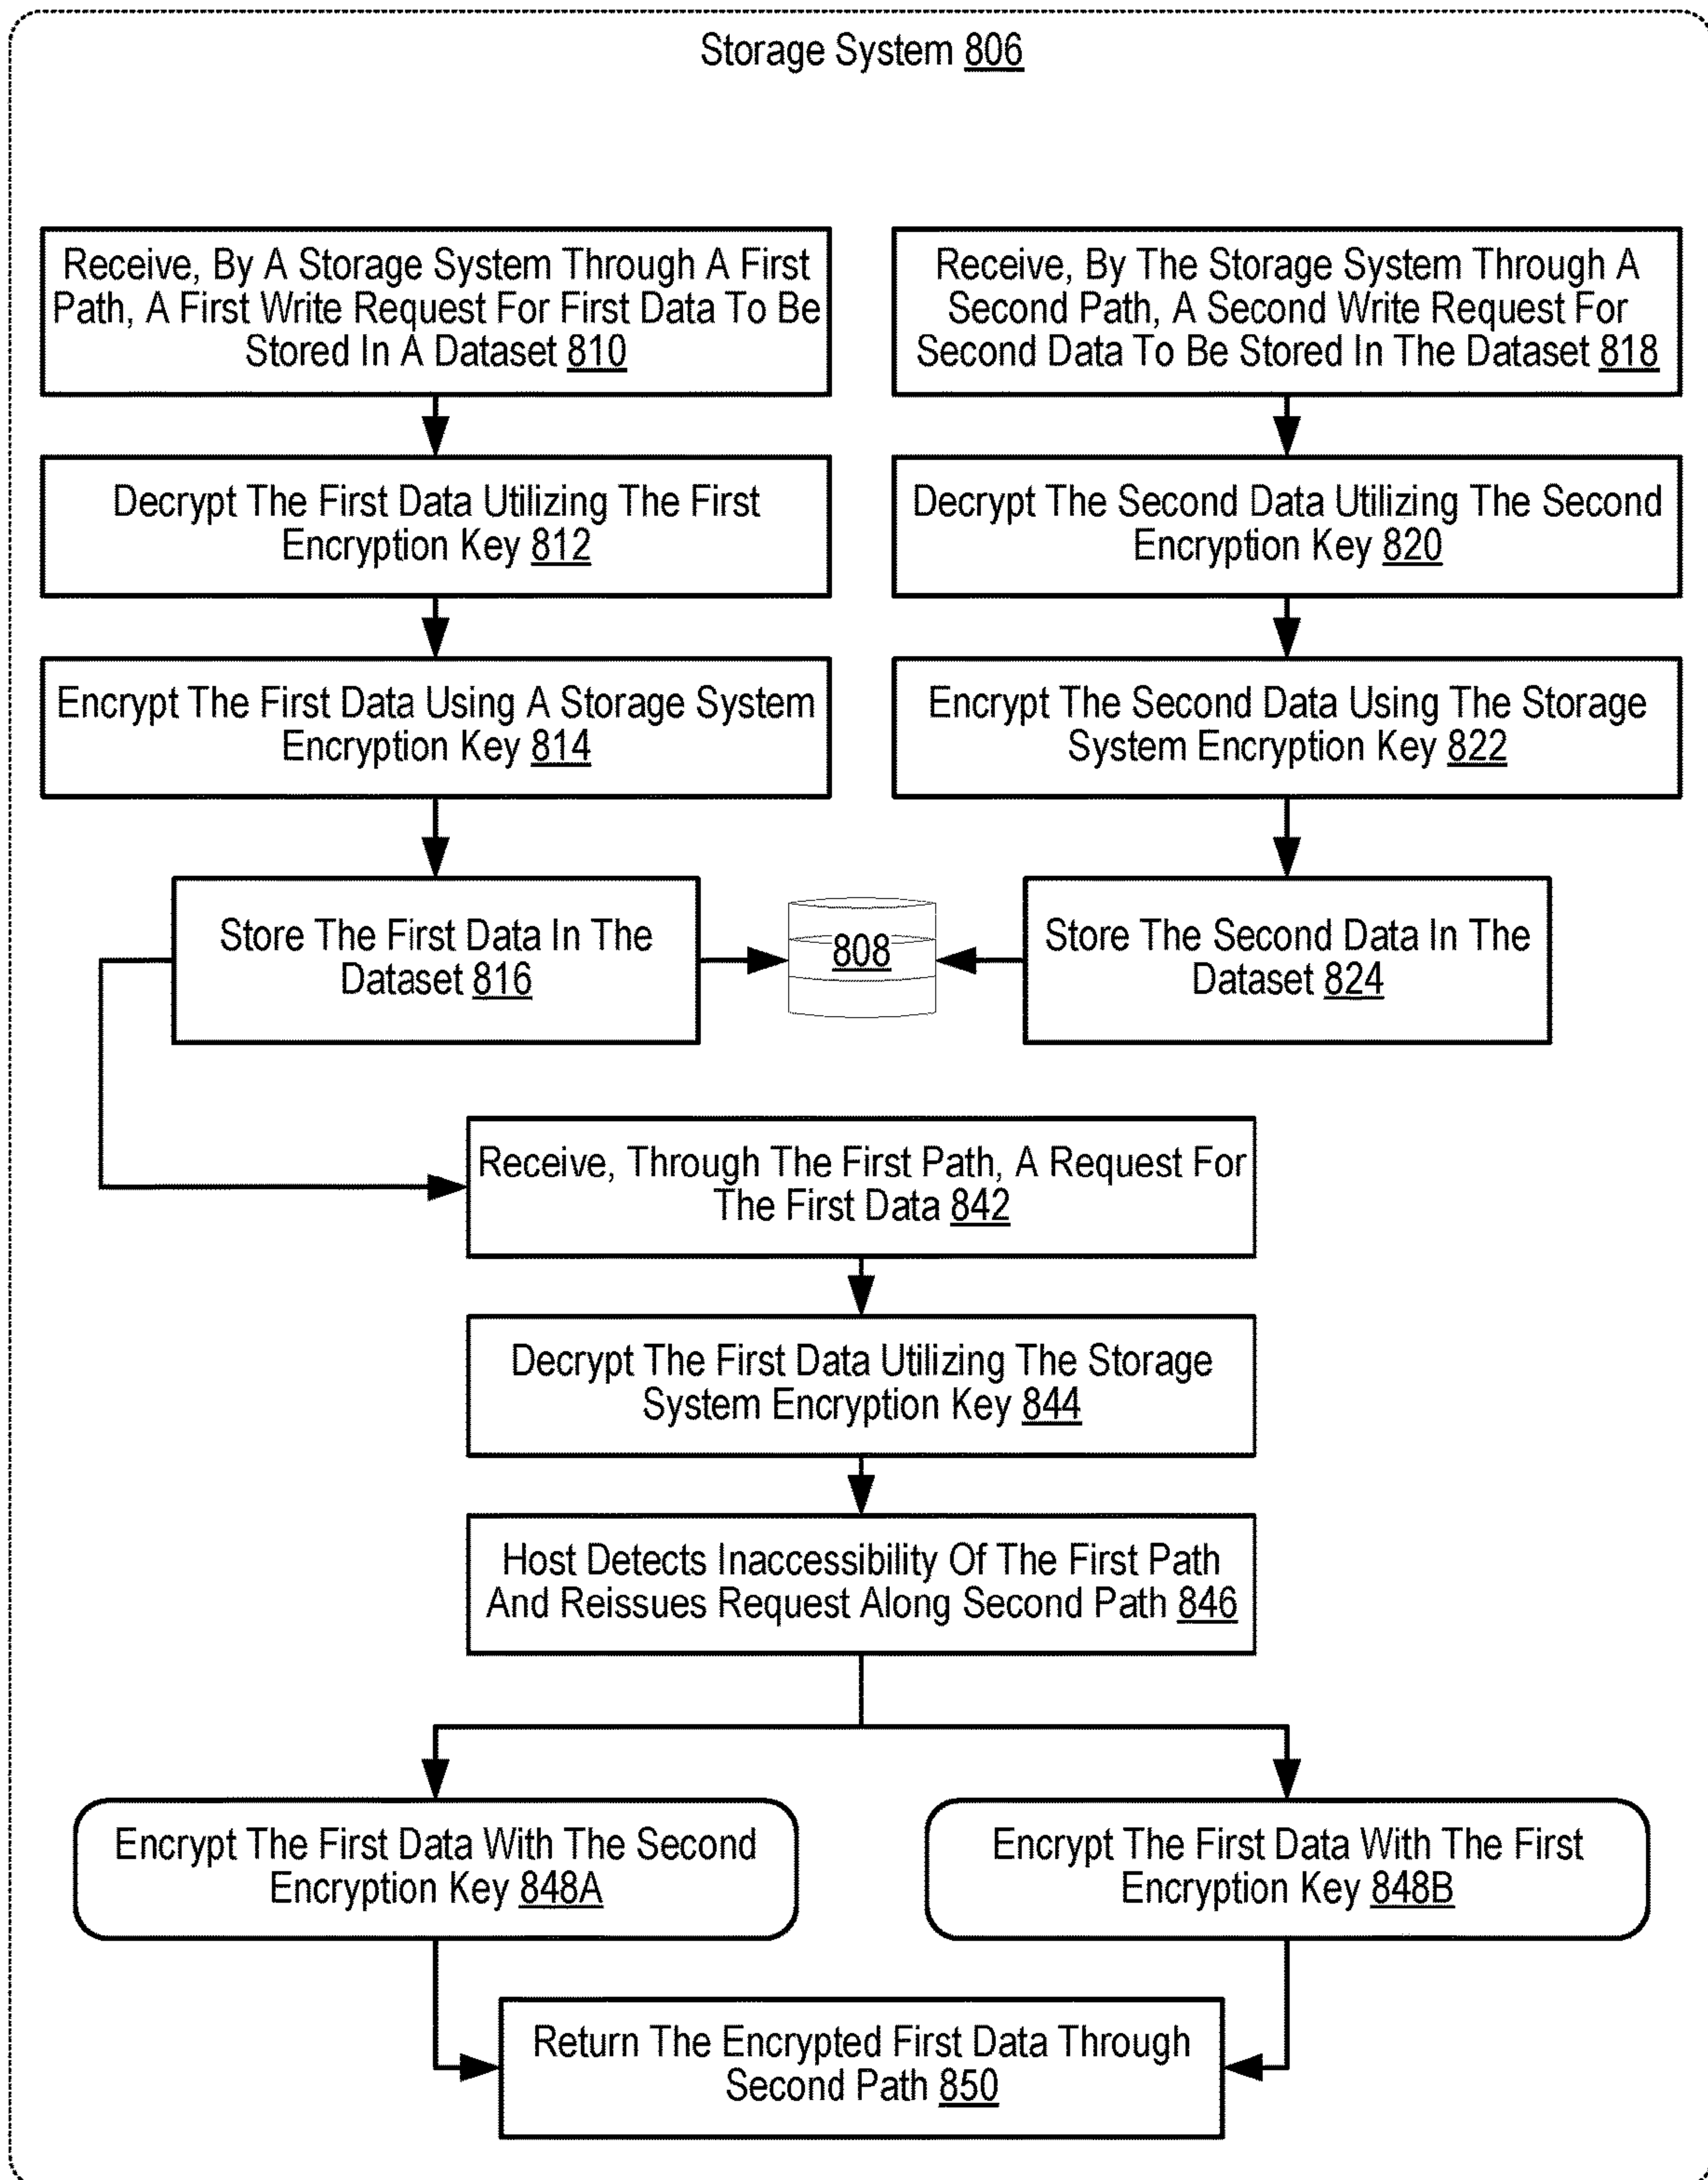 Storage System 806
Receive, By A Storage System Through A First
Path, A First Write Request For First Data To Be
Stored In A Dataset 810
Receive, By The Storage System Through A
Second Path, A Second Write Request For
Second Data To Be Stored In The Dataset 818
Decrypt The First Data Utilizing The First
Encryption Key 812
Decrypt The Second Data Utilizing The Second
Encryption Key 820
Encrypt The First Data Using A Storage System
Encryption Key 814
Encrypt The Second Data Using The Storage
System Encryption Key 822
Store The First Data In The
Dataset 816
808
Store The Second Data In The
Dataset 824
Receive, Through The First Path, A Request For
The First Data 842
Decrypt The First Data Utilizing The Storage
System Encryption Key 844
Host Detects Inaccessibility Of The First Path
And Reissues Request Along Second Path 846
Encrypt The First Data With The Second
Encryption Key 848A
Encrypt The First Data With The First
Encryption Key 848B
Return The Encrypted First Data Through
Second Path 850